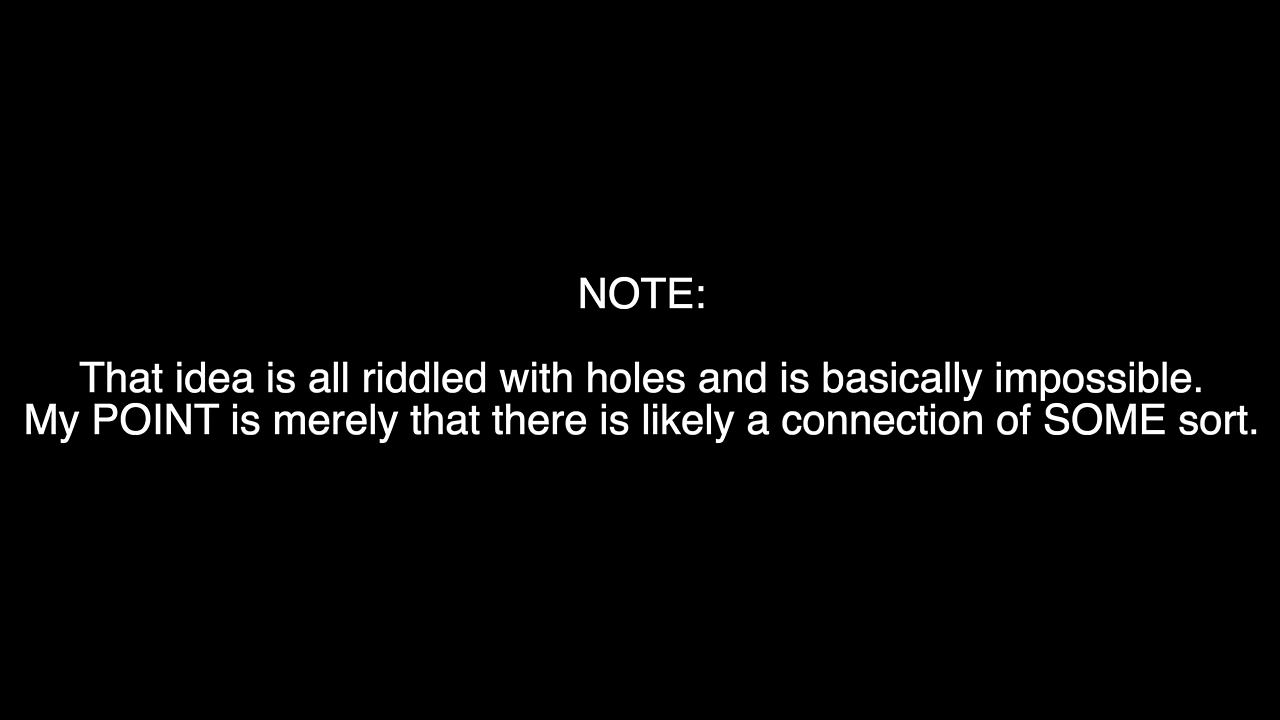 NOTE:
That idea is all riddled with holes and is basically impossible.
My POINT is merely that there is likely a connection of SOME sort.